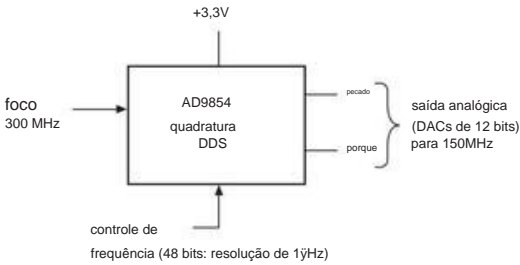 +3,3V
foco
300 MHz
AD9854
quadratura
DDS
pecado
porque
saída analógica
(DACs de 12 bits)
para 150MHz
controle de
frequência (48 bits: resolução de 1ÿHz)